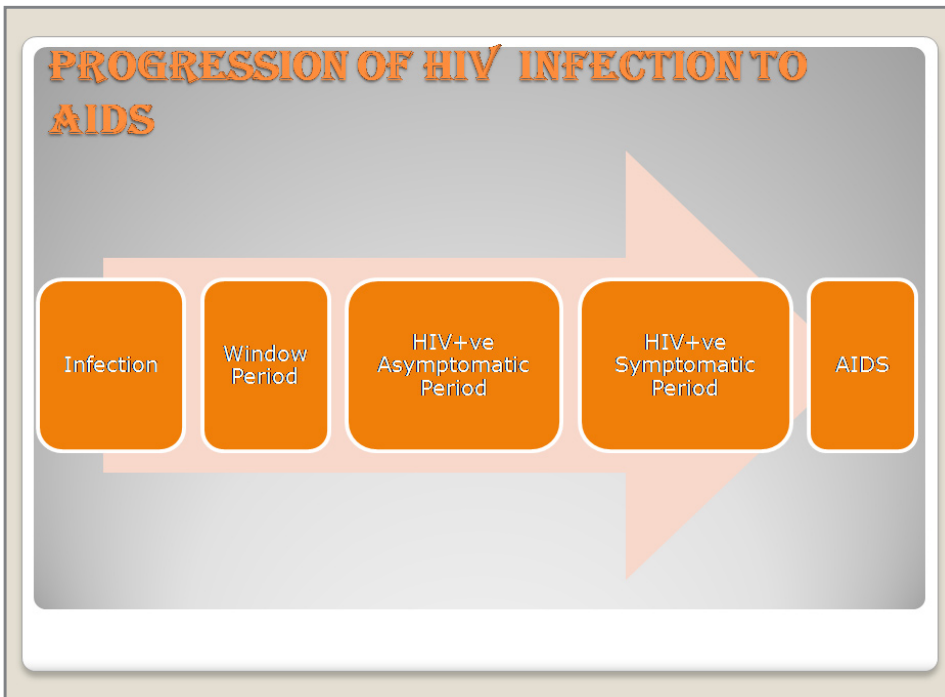 PROGRESSION OF HIV INFECTION TO
AIDS
Infection
Window
Period
HIV+ve
Asymptomatic
Period
HIV+ve
Symptomatic
Period
AIDS